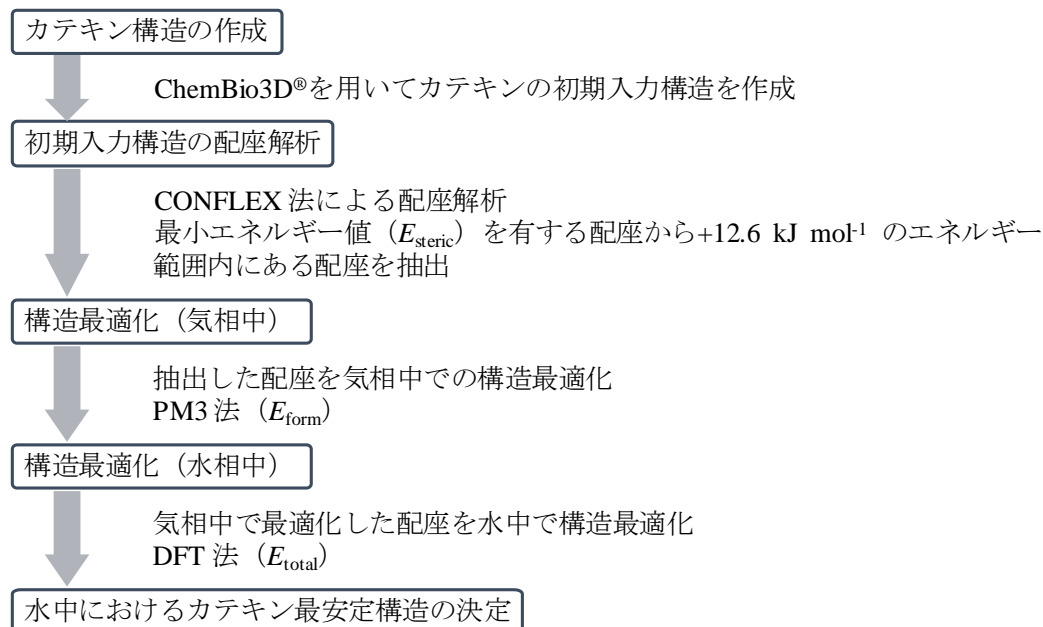 カテキン構造の作成
ChemBio3D®を用いてカテキンの初期入力構造を作成
初期入力構造の配座解析
CONFLEX 法による配座解析
最小エネルギー値（Esteric）を有する配座から+12.6 kJ mol-1 のエネルギー
範囲内にある配座を抽出
構造最適化（気相中）
抽出した配座を気相中での構造最適化
PM3 法（Eform）
構造最適化（水相中）
気相中で最適化した配座を水中で構造最適化
DFT 法（Etotal）
水中におけるカテキン最安定構造の決定